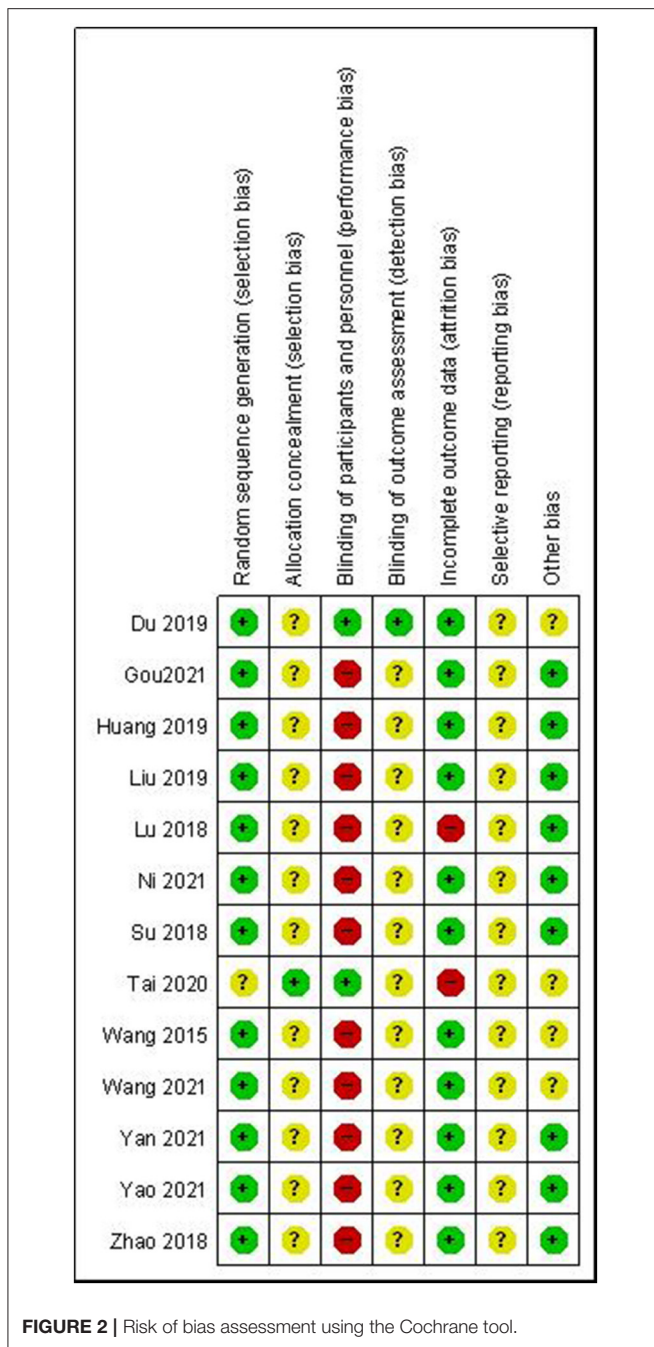 Random sequence generation (selection bias)
Allocation concealment (selection bias)
Blinding of participants and personnel (performance bias)
Blinding of outcome assessment (detection bias)
Incomplete outcome data (attrition bias)
Selective reporting (reporting bias)
Other bias
Du 2019 + ? + + + ? ?
Gou2021 + ? - ? + ? +
Huang 2019 + ? - ? + ? +
Liu 2019 + ? - ? + ? +
Lu 2018 + ? - ? - ? +
Ni 2021 + ? - ? + ? +
Su 2018 + ? - ? + ? +
Tai 2020 ? + + ? - ? ?
Wang 2015 + ? - ? + ? ?
Wang 2021 + ? - ? + ? ?
Yan 2021 + ? - ? + ? +
Yao 2021 + ? - ? + ? +
Zhao 2018 + ? - ? + ? +
FIGURE 2 | Risk of bias assessment using the Cochrane tool.